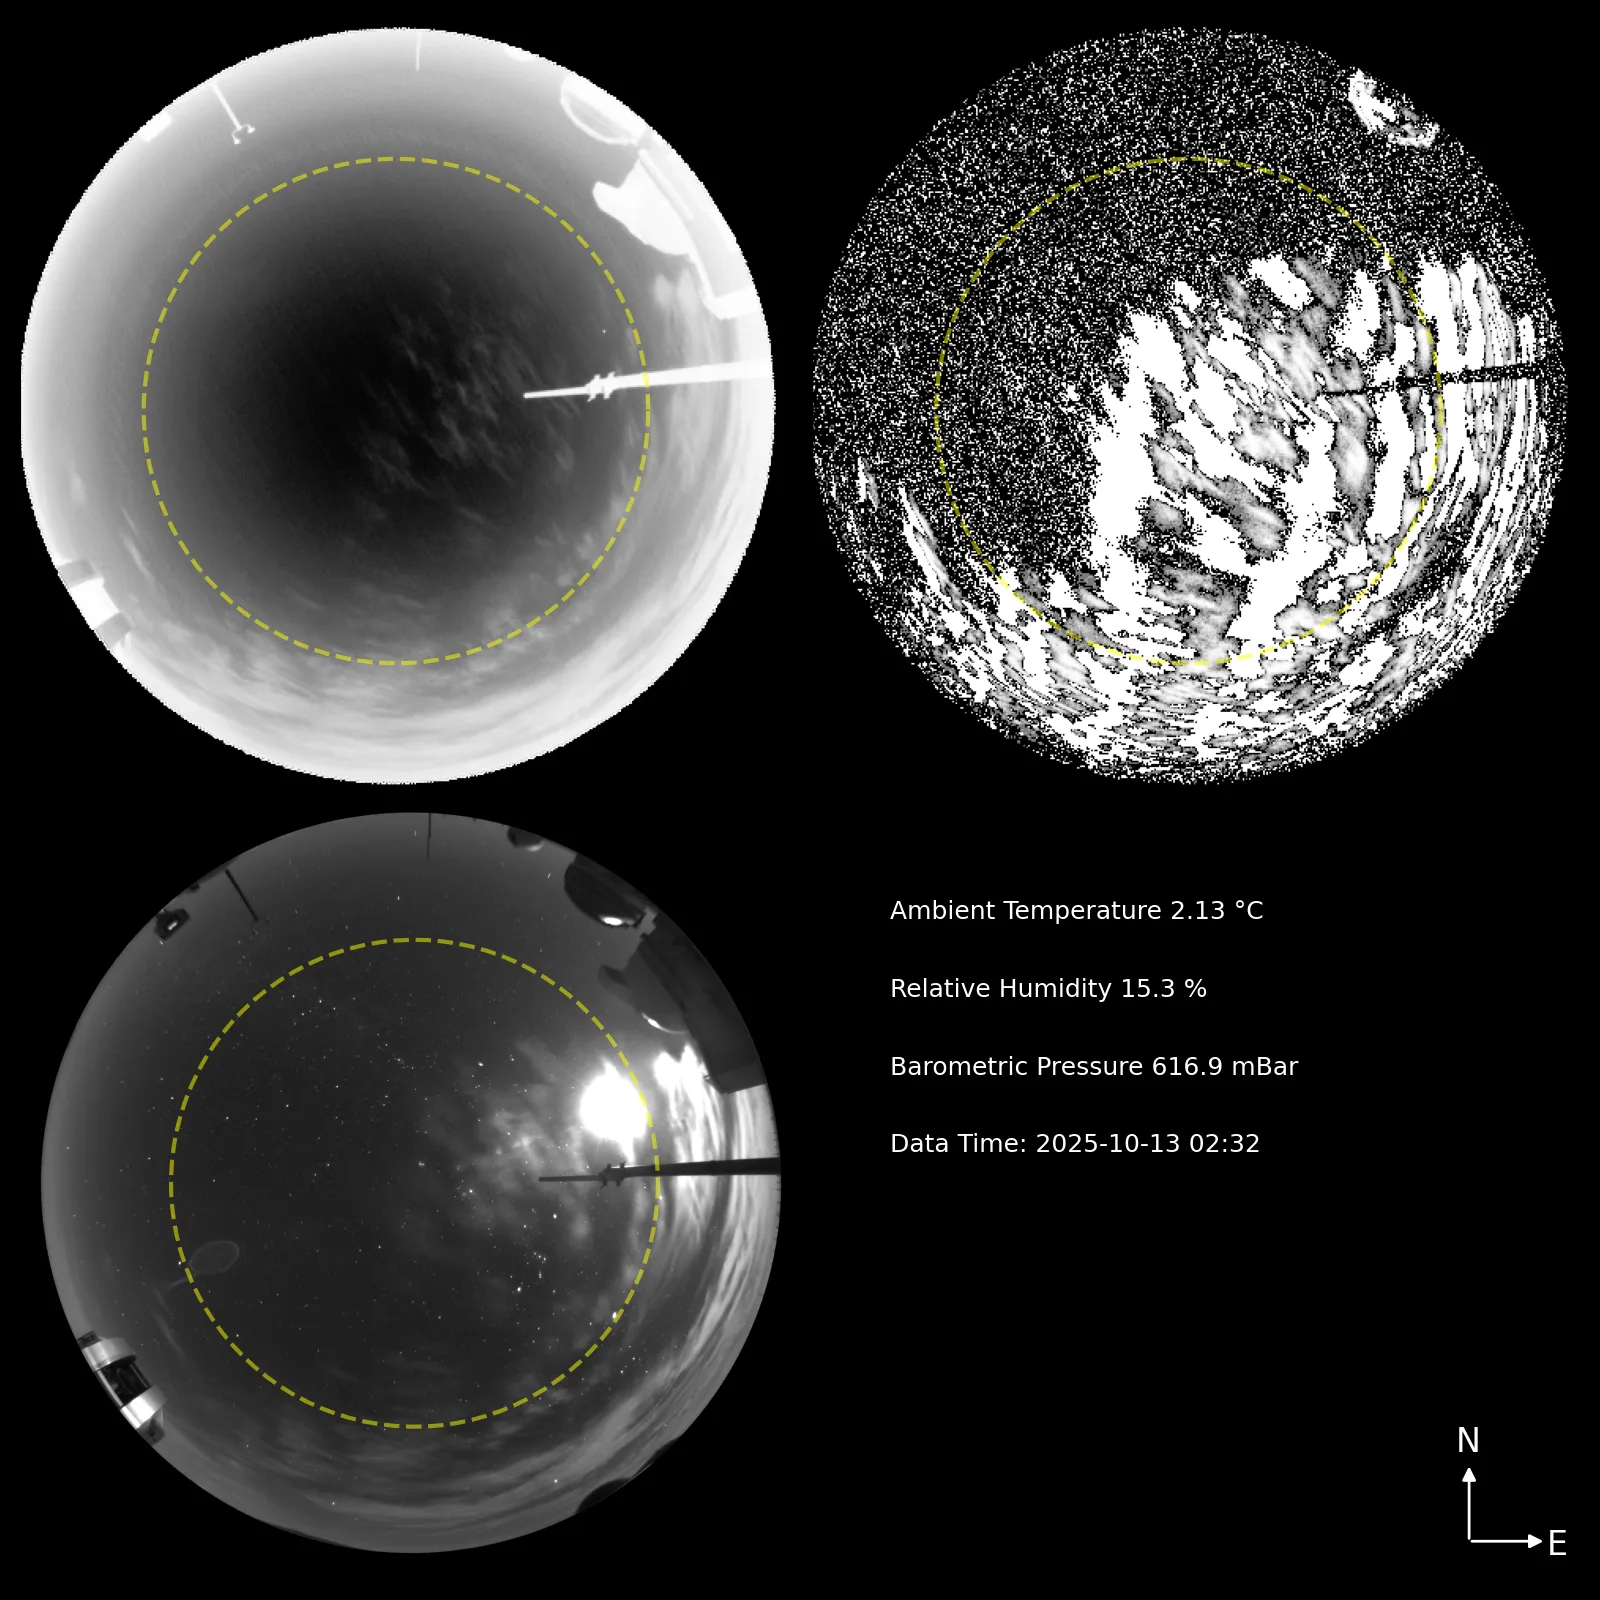 Ambient Temperature 2.13 °C
Relative Humidity 15.3 %
Barometric Pressure 616.9 mBar
Data Time: 2025-10-13 02:32
N
E